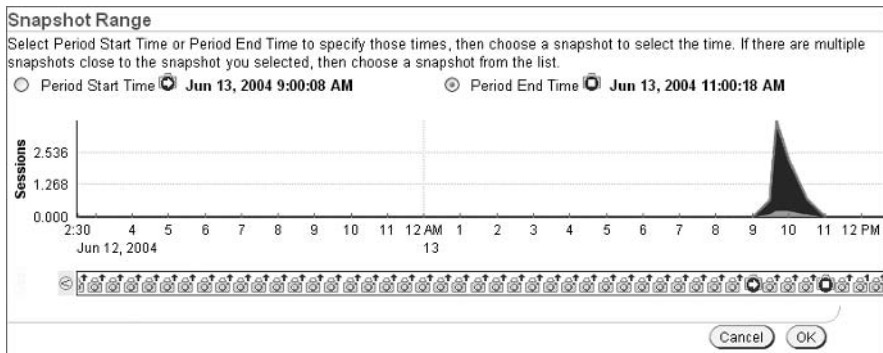 Snapshot Range
Select Period Start Time or Period End Time to specify those times, then choose a snapshot to select the time. If there are multiple
snapshots close to the snapshot you selected, then choose a snapshot from the list.
Period Start Time Jun 13, 2004 9:00:08 AM Period End Time Jun 13, 2004 11:00:18 AM
Sessions
2.536
1.268
0.000
2:30 4 5 6 7 8 9 10 11 12 AM 1 2 3 4 5 6 7 8 9 10 11 12 PM
Jun 12, 2004 13
Cancel OK